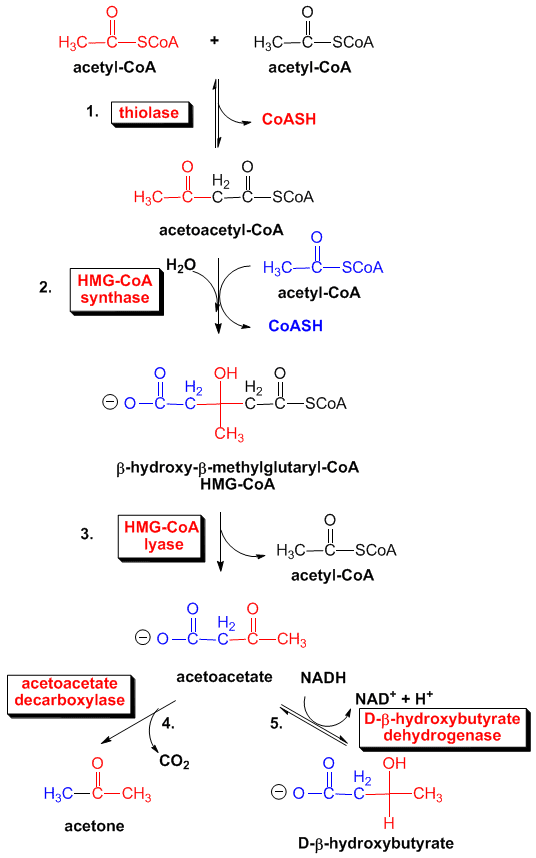 O O
H₃C C SCoA + H₃C C SCoA
acetyl-CoA acetyl-CoA
1. thiolase
CoASH
O H₂ O
H₃C C C C SCoA
acetoacetyl-CoA
H₂O
O
H₃C C SCoA
acetyl-CoA
2. HMG-CoA
synthase
CoASH
O H₂ OH H₂ O
⊖ O C C C C SCoA
CH₃
β-hydroxy-β-methylglutaryl-CoA
HMG-CoA
3. HMG-CoA
lyase
O
H₃C C SCoA
acetyl-CoA
O H₂ O
⊖ O C C C CH₃
acetoacetate
NADH
NAD⁺ + H⁺
acetoacetate
decarboxylase
4.
CO₂
5.
D-β-hydroxybutyrate
dehydrogenase
O
H₃C C CH₃
acetone
O H₂ OH
⊖ O C C CH₃
H
D-β-hydroxybutyrate